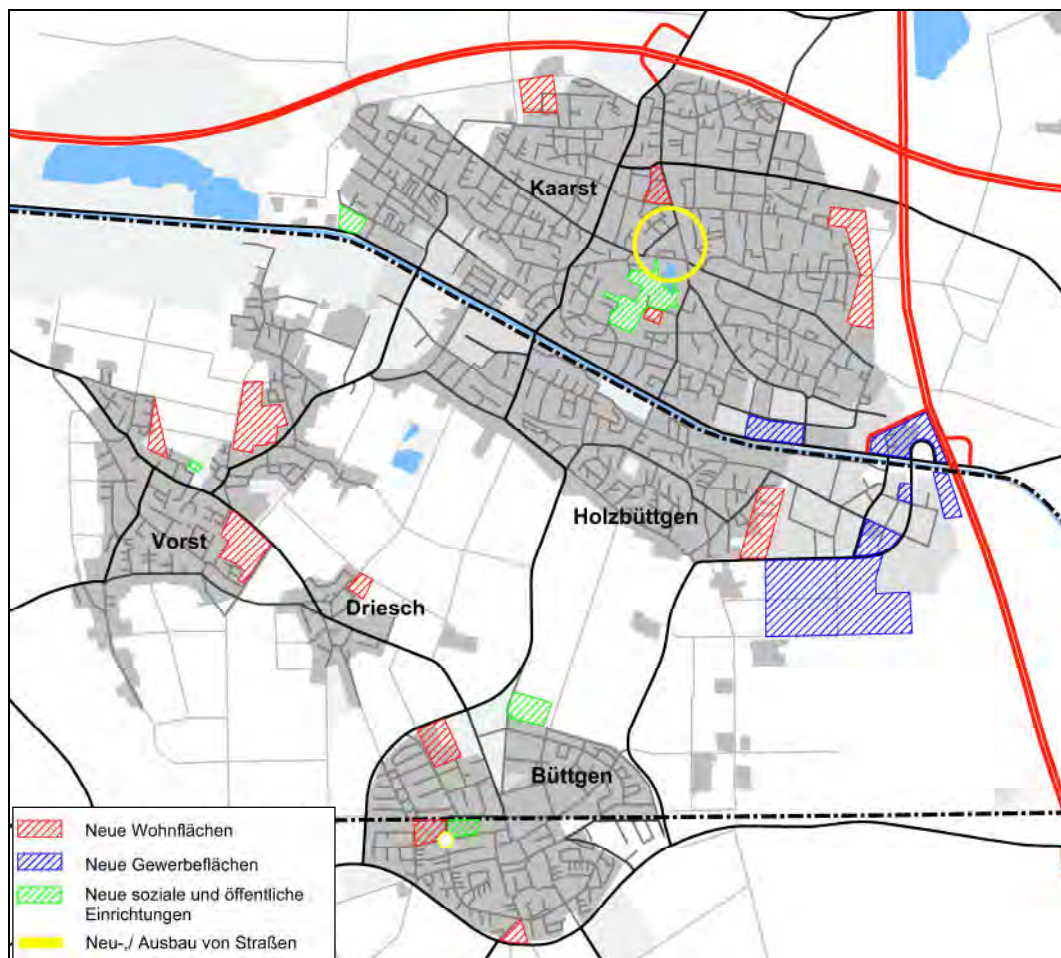 Kaarst
Holzbüttgen
Vorst
Driesch
Büttgen
Neue Wohnflächen
Neue Gewerbeflächen
Neue soziale und öffentliche
Einrichtungen
Neu-,/ Ausbau von Straßen